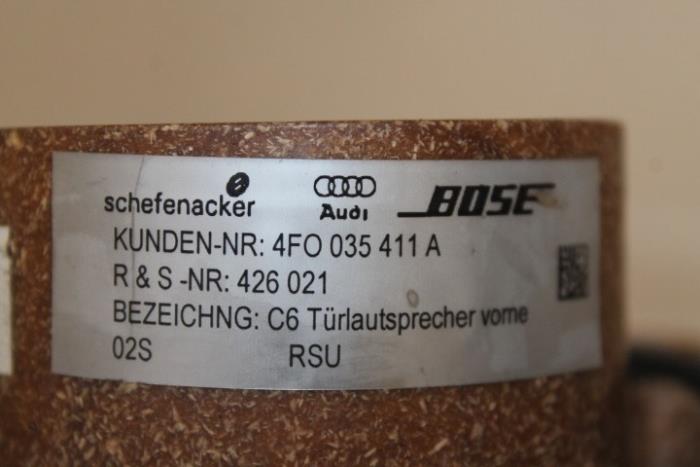 schefenacker Audi BOSE
KUNDEN-NR: 4FO 035 411 A
R & S -NR: 426 021
BEZEICHNG: C6 Türlautsprecher vorne
02S RSU